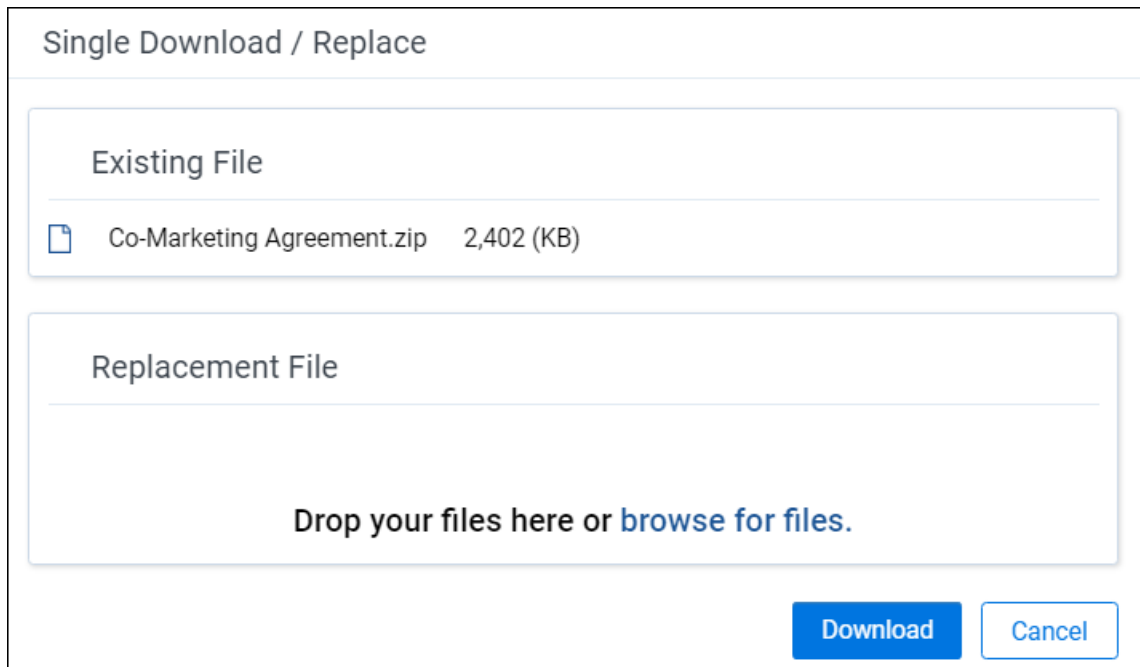 Single Download / Replace
Existing File
Co-Marketing Agreement.zip 2,402 (KB)
Replacement File
Drop your files here or browse for files.
Download Cancel